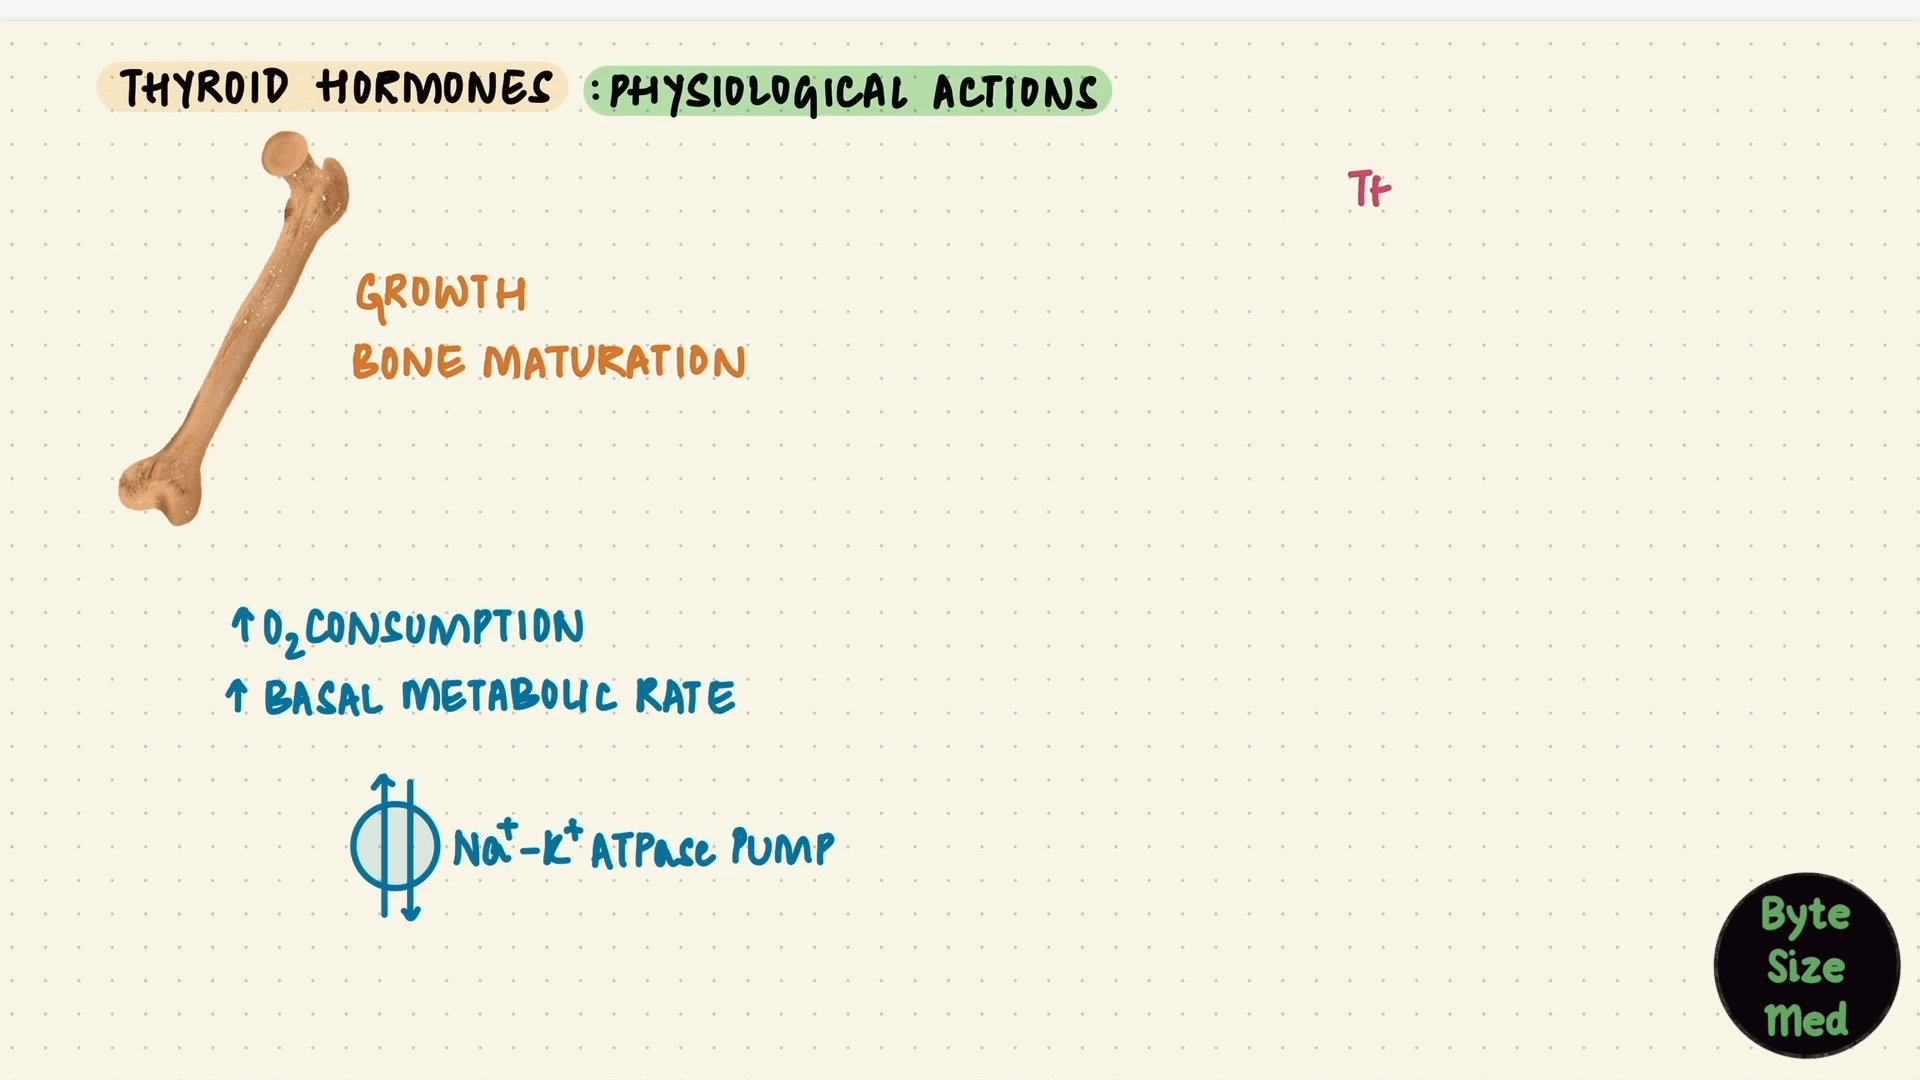 THYROID HORMONES : PHYSIOLOGICAL ACTIONS
GROWTH
BONE MATURATION
↑ O₂ CONSUMPTION
↑ BASAL METABOLIC RATE
Na⁺-K⁺ ATPase PUMP
Byte
Size
Med